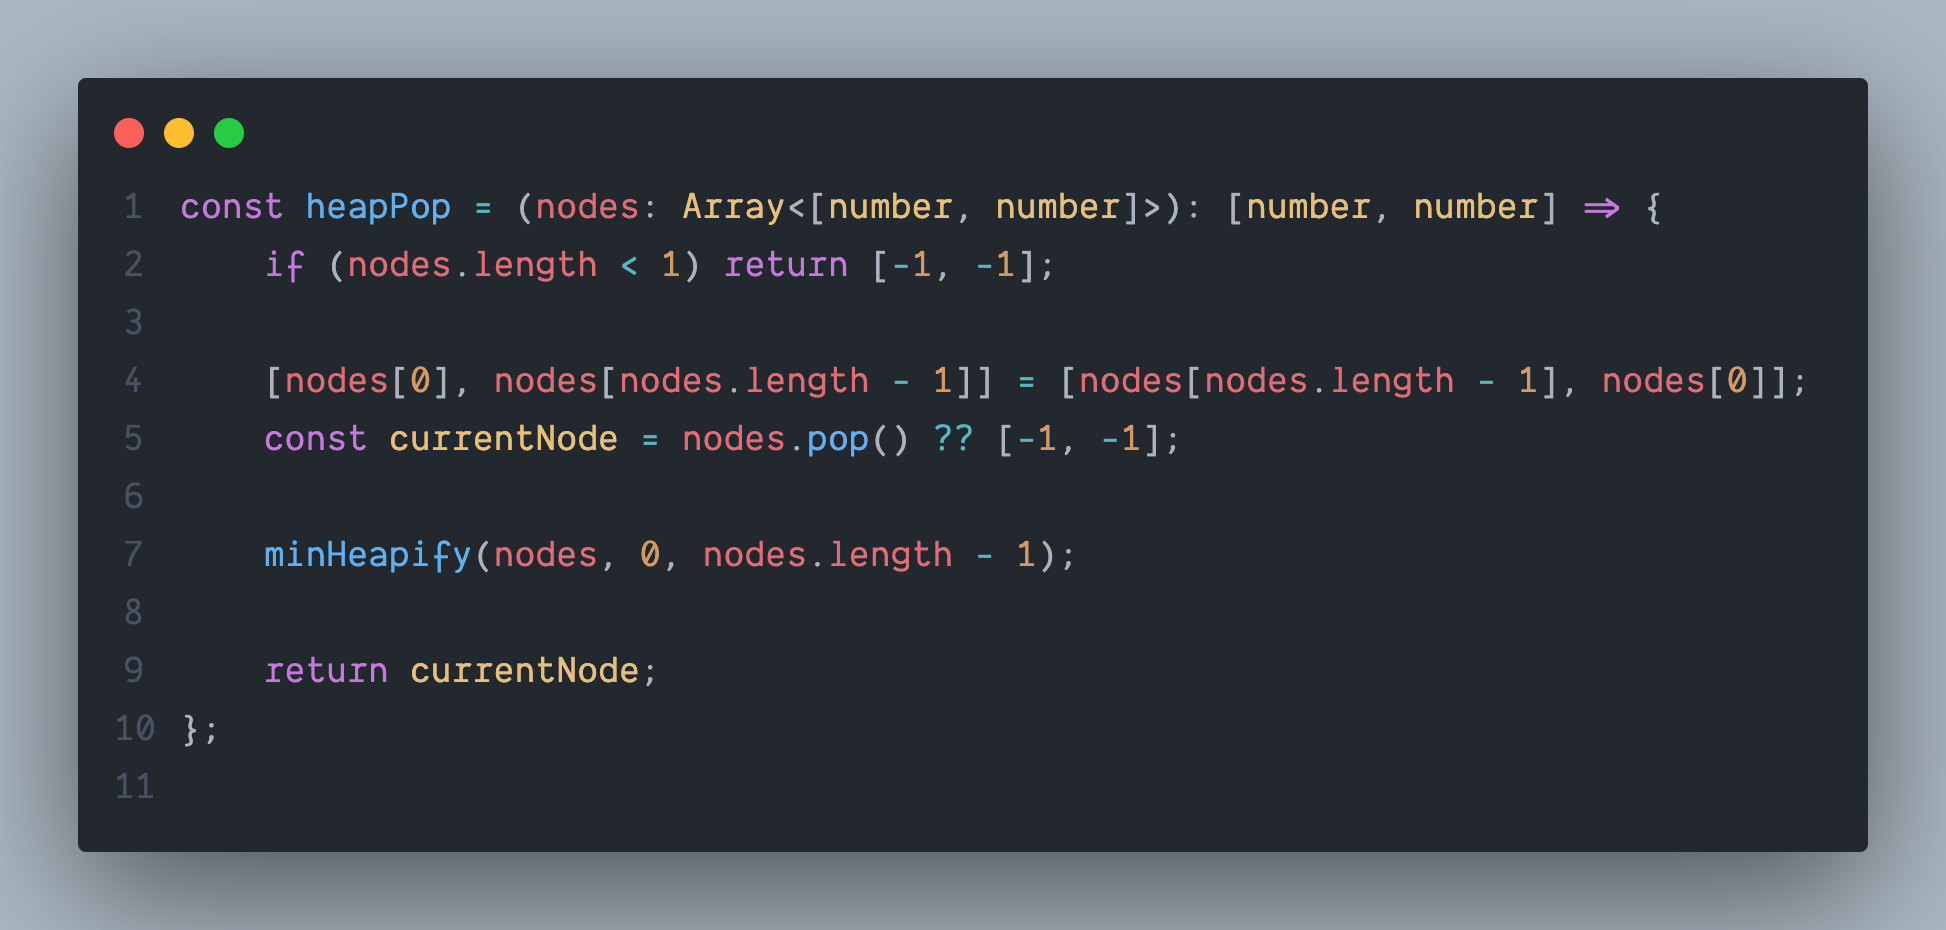 1 const heapPop = (nodes: Array<[number, number]>): [number, number] => {
2     if (nodes.length < 1) return [-1, -1];
3
4     [nodes[0], nodes[nodes.length - 1]] = [nodes[nodes.length - 1], nodes[0]];
5     const currentNode = nodes.pop() ?? [-1, -1];
6
7     minHeapify(nodes, 0, nodes.length - 1);
8
9     return currentNode;
10 };
11